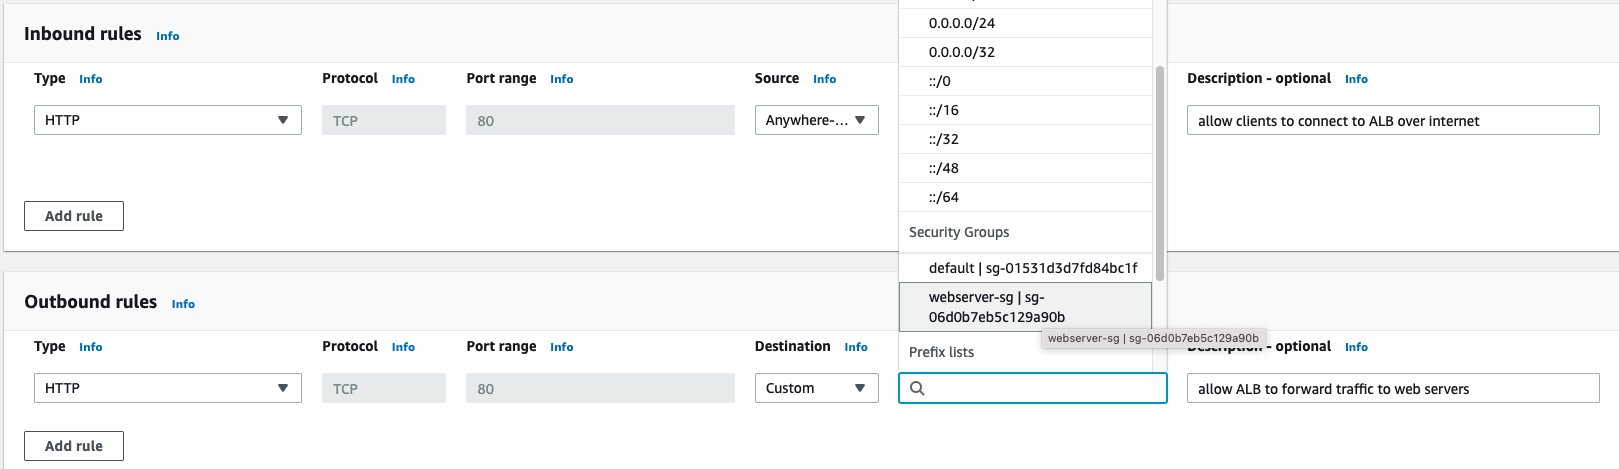 0.0.0.0/24
Inbound rules Info
0.0.0.0/32
Type Info Protocol Info Port range Info Source Info ::/0 Description - optional Info
::/16
HTTP TCP 80 Anywhere-... allow clients to connect to ALB over internet
::/32
::/48
::/64
Add rule
Security Groups
default | sg-01531d3d7fd84bc1f
Outbound rules Info
webserver-sg | sg-
06d0b7eb5c129a90b
webserver-sg | sg-06d0b7eb5c129a90b
Type Info Protocol Info Port range Info Destination Info Prefix lists Description - optional Info
HTTP TCP 80 Custom allow ALB to forward traffic to web servers
Add rule